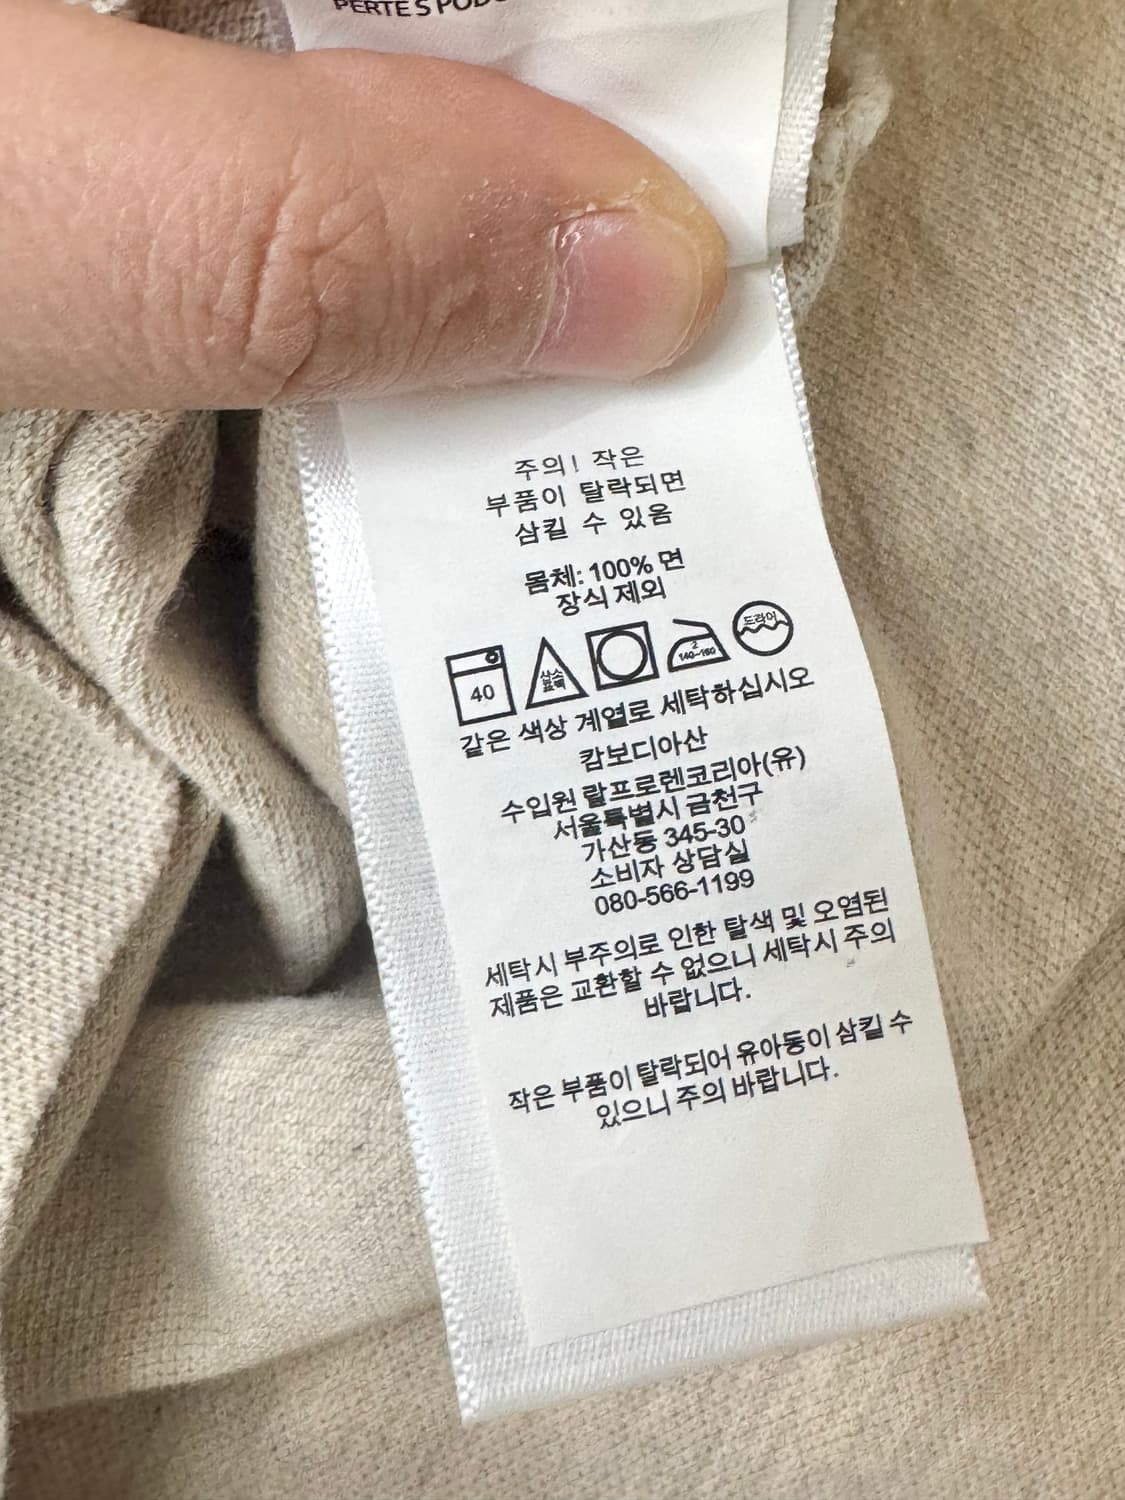 PERTE S POD
주의! 작은
부품이 탈락되면
삼킬 수 있음
몸체: 100% 면
장식 제외
40
산소
표백
2
140~160
드라이
같은 색상 계열로 세탁하십시오
캄보디아산
수입원 랄프로렌코리아(유)
서울특별시 금천구
가산동 345-30
소비자 상담실
080-566-1199
세탁시 부주의로 인한 탈색 및 오염된
제품은 교환할 수 없으니 세탁시 주의
바랍니다.
작은 부품이 탈락되어 유아동이 삼킬 수
있으니 주의 바랍니다.